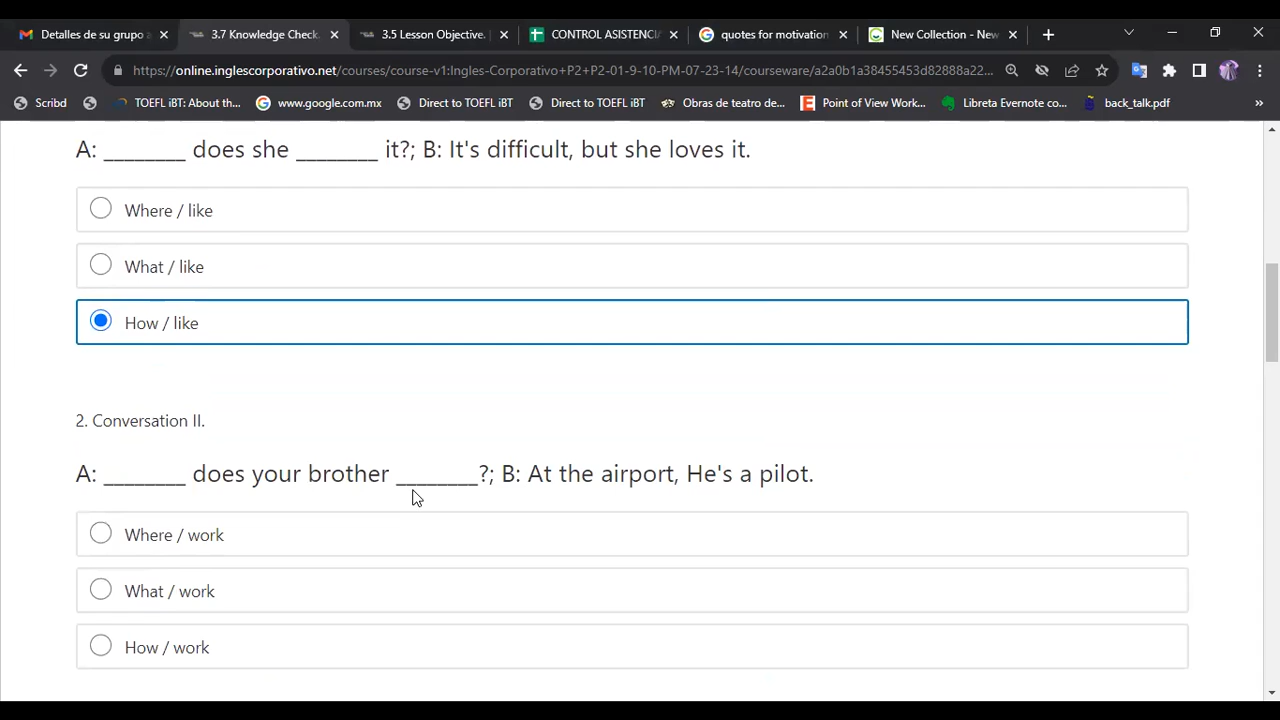 Detalles de su grupo
3.7 Knowledge Check
3.5 Lesson Objective.
CONTROL ASISTENCI
quotes for motivation
New Collection - New
https://online.inglescorporativo.net/courses/course-v1:Ingles-Corporativo+P2+P2-01-9-10-PM-07-23-14/courseware/a2a0b1a38455453d82888a22...
Scribd
TOEFL iBT: About th...
www.google.com.mx
Direct to TOEFL iBT
Direct to TOEFL iBT
Obras de teatro de...
Point of View Work...
Libreta Evernote co...
back_talk.pdf
»
A: ________ does she ________ it?; B: It's difficult, but she loves it.
Where / like
What / like
How / like
2. Conversation II.
A: ________ does your brother ________?; B: At the airport, He's a pilot.
Where / work
What / work
How / work